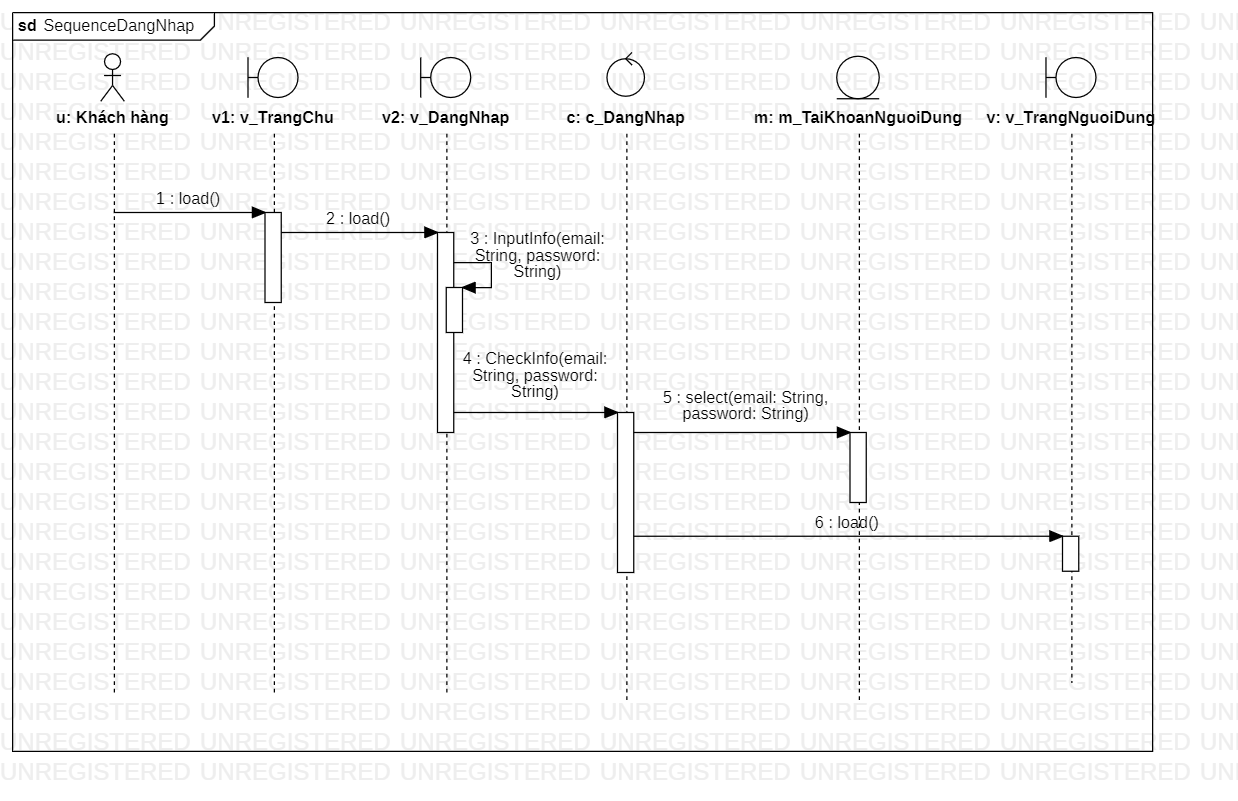 sd SequenceDangNhap
u: Khách hàng
v1: v_TrangChu
v2: v_DangNhap
c: c_DangNhap
m: m_TaiKhoanNguoiDung
v: v_TrangNguoiDung
1 : load()
2 : load()
3 : InputInfo(email:
String, password:
String)
4 : CheckInfo(email:
String, password:
String)
5 : select(email: String,
password: String)
6 : load()
UNREGISTERED